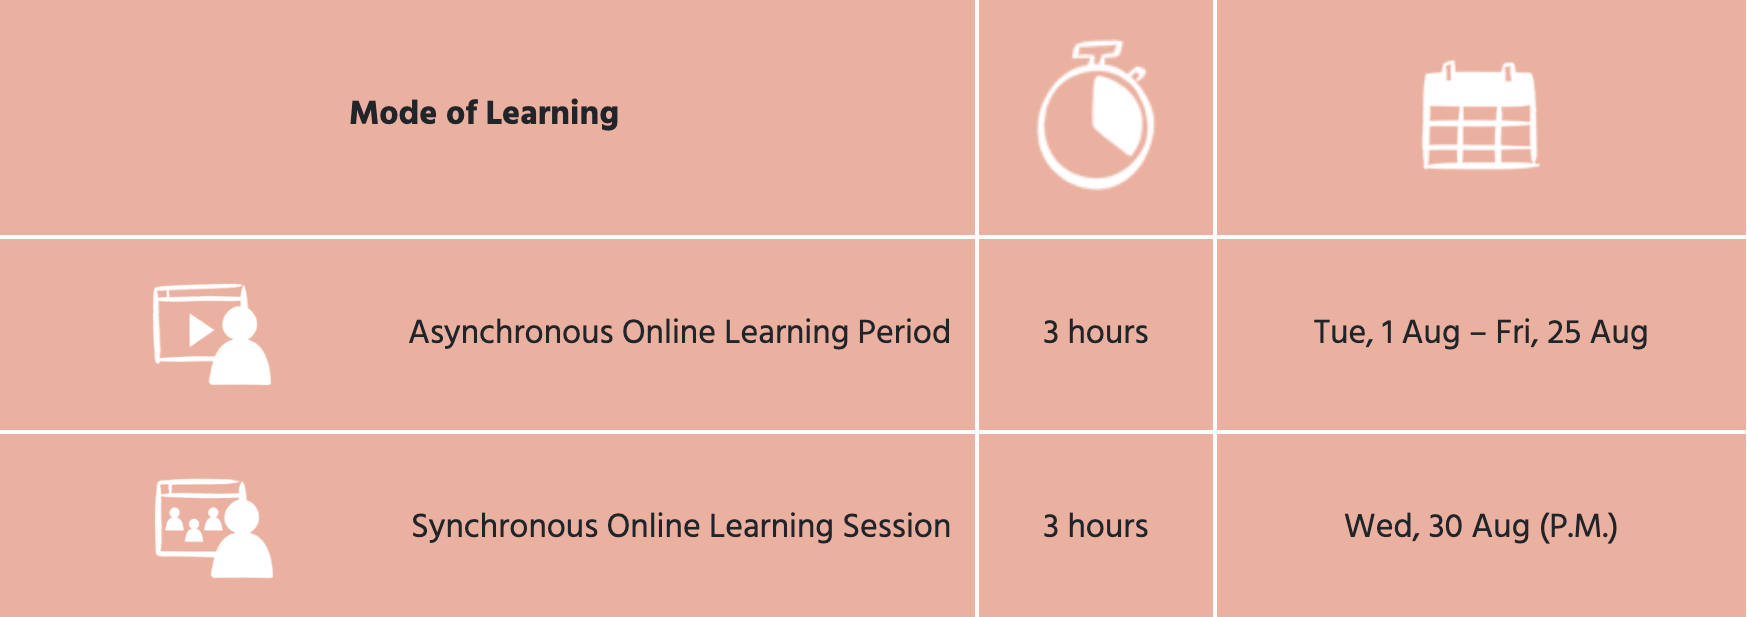 Mode of Learning
Asynchronous Online Learning Period
3 hours
Tue, 1 Aug – Fri, 25 Aug
Synchronous Online Learning Session
3 hours
Wed, 30 Aug (P.M.)